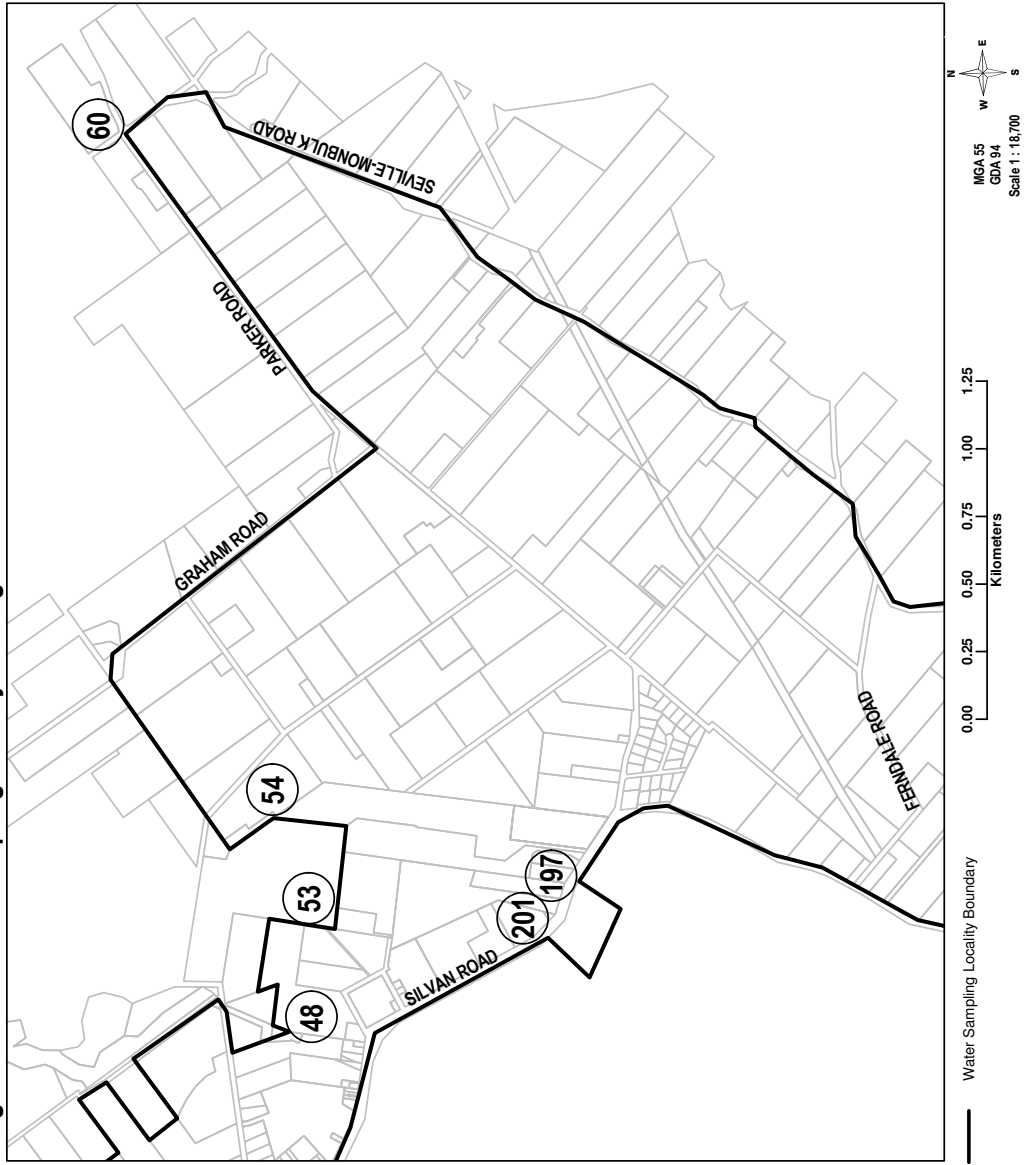 60
SEVILLE-MONBULK ROAD
PARKER ROAD
GRAHAM ROAD
54
53
48
201
197
SILVAN ROAD
FERNDALE ROAD
Water Sampling Locality Boundary
0.00 0.25 0.50 0.75 1.00 1.25
Kilometers
MGA 55
GDA 94
Scale 1 : 18,700
N
W E
S